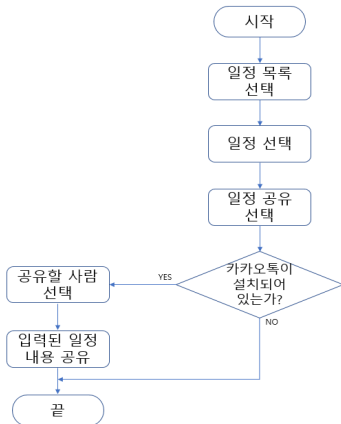 시작
일정 목록
선택
일정 선택
일정 공유
선택
카카오톡이
설치되어
있는가?
YES
NO
공유할 사람
선택
입력된 일정
내용 공유
끝